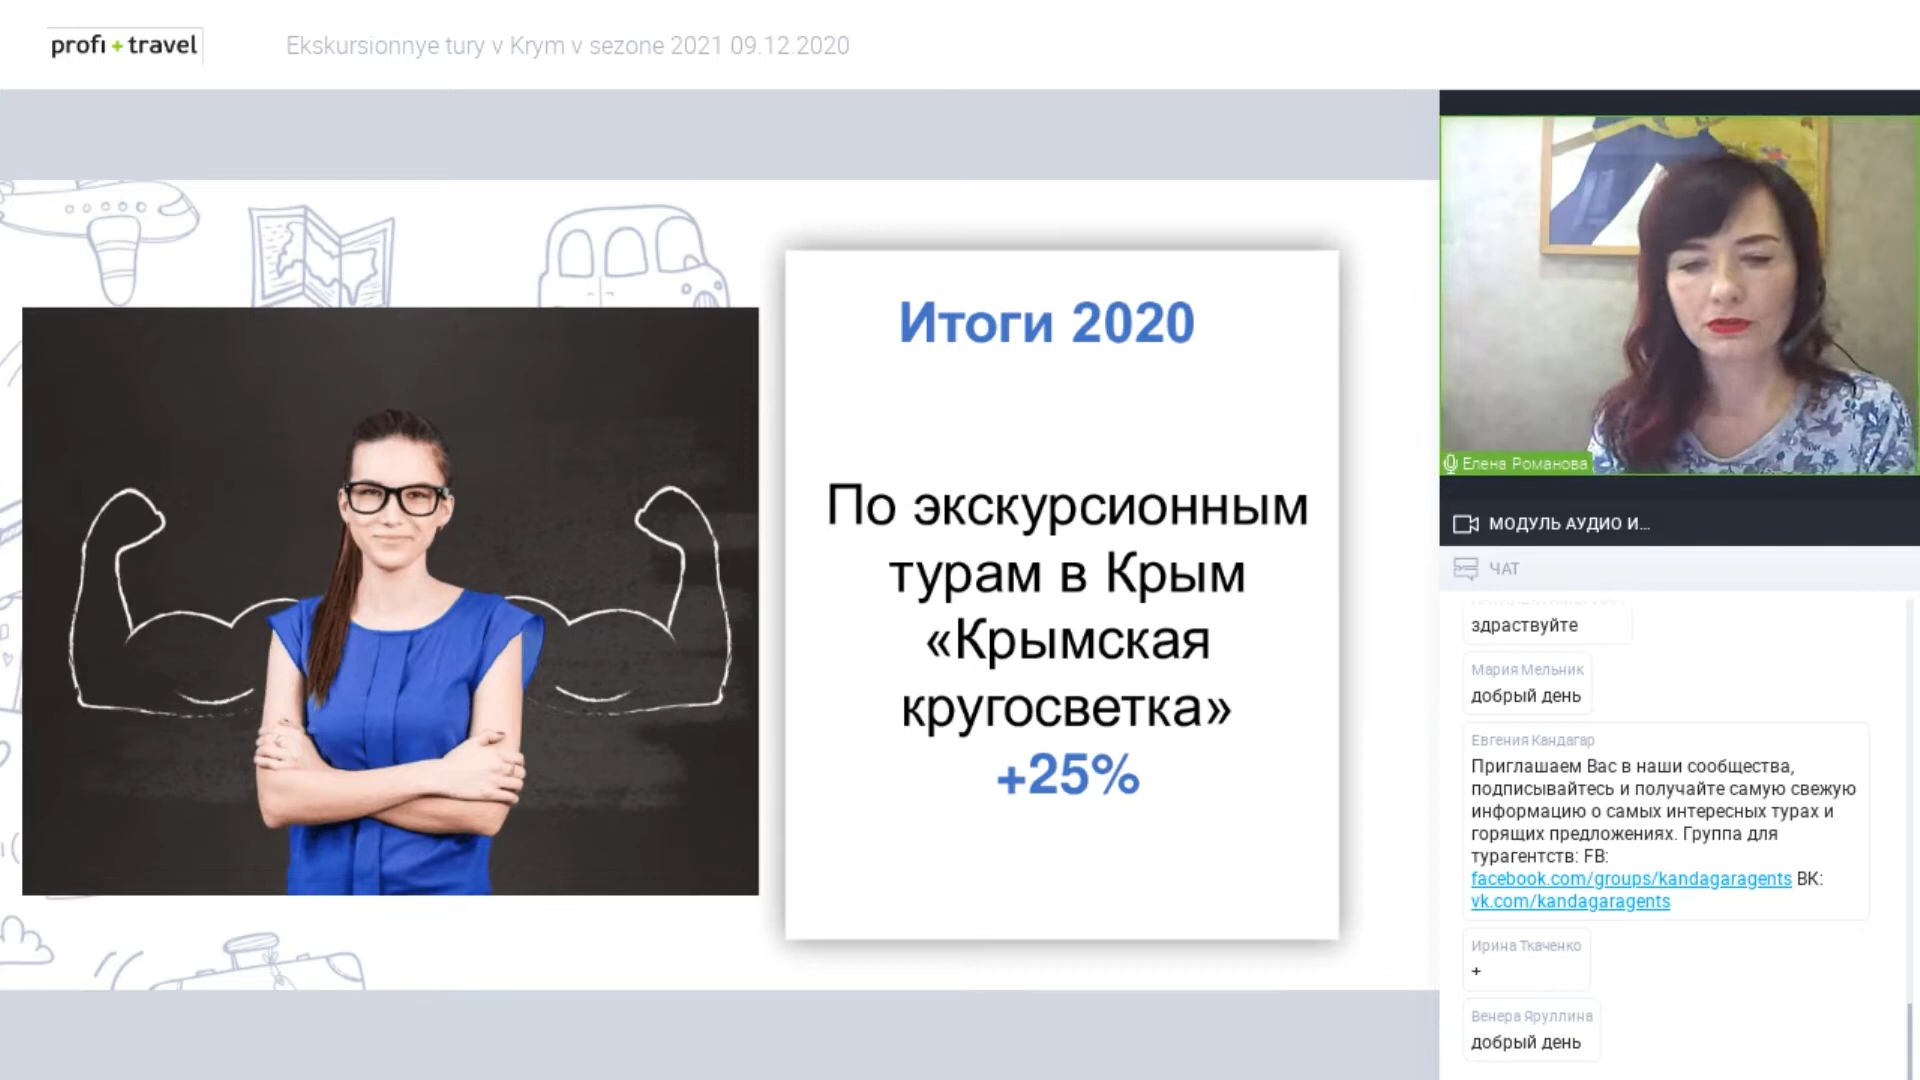 profi + travel
Ekskursionnye tury v Krym v sezone 2021 09.12.2020
Итоги 2020
По экскурсионным
турам в Крым
«Крымская
кругосветка»
+25%
Елена Романова
МОДУЛЬ АУДИО И...
ЧАТ
здраствуйте
Мария Мельник
добрый день
Евгения Кандагар
Приглашаем Вас в наши сообщества,
подписывайтесь и получайте самую свежую
информацию о самых интересных турах и
горящих предложениях. Группа для
турагентств: FB:
facebook.com/groups/kandagaragents ВК:
vk.com/kandagaragents
Ирина Ткаченко
+
Венера Яруллина
добрый день